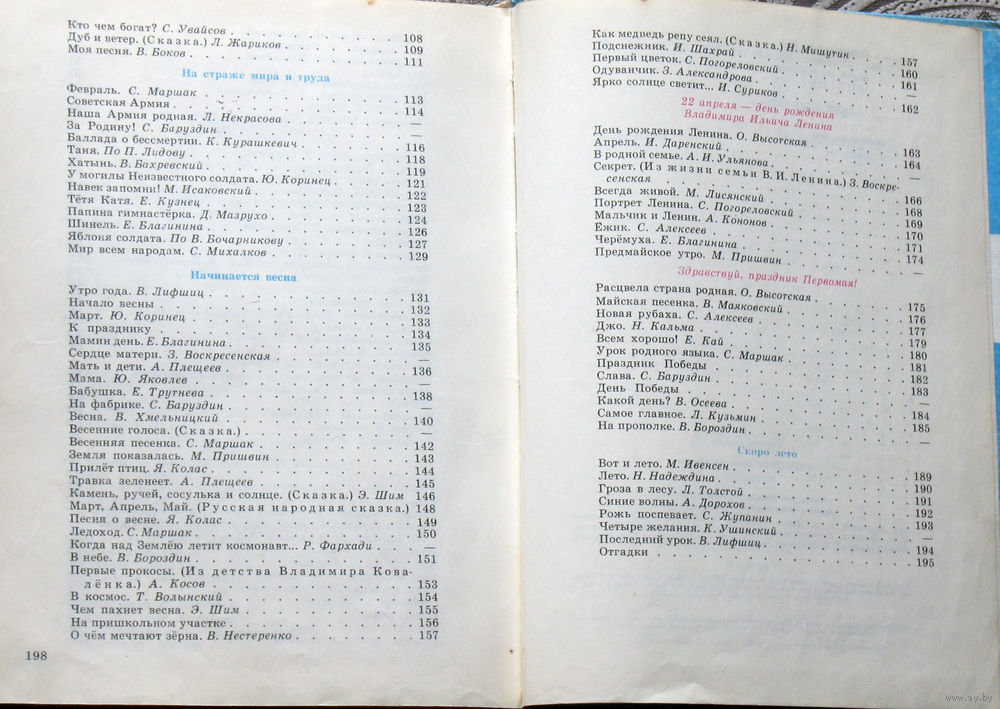 Кто чем богат? С. Увайсов . . . . . . 108
Дуб и ветер. (Сказка.) Л. Жариков . . . . . . 109
Моя песня. В. Боков . . . . . . 111
На страже мира и труда
Февраль. С. Маршак . . . . . . 113
Советская Армия . . . . . . 114
Наша Армия родная. Л. Некрасова . . . . . . —
За Родину! С. Баруздин . . . . . . —
Баллада о бессмертии. К. Курашкевич . . . . . . 116
Таня. По П. Лидову . . . . . . 118
Хатынь. В. Вахревский . . . . . . 119
У могилы Неизвестного солдата. Ю. Коринец . . . . . . 121
Навек запомни! М. Исаковский . . . . . . 122
Тётя Катя. Е. Кузнец . . . . . . 123
Папина гимнастёрка. Д. Мазрухо . . . . . . 124
Шинель. Е. Благинина . . . . . . 126
Яблоня солдата. По В. Бочарникову . . . . . . 127
Мир всем народам. С. Михалков . . . . . . 129
Начинается весна
Утро года. В. Лифшиц . . . . . . 131
Начало весны . . . . . . 132
Март. Ю. Коринец . . . . . . 133
К празднику . . . . . . 134
Мамин день. Е. Благинина . . . . . . 135
Сердце матери. З. Воскресенская . . . . . . —
Мать и дети. А. Плещеев . . . . . . 136
Мама. Ю. Яковлев . . . . . . —
Бабушка. Е. Трутнева . . . . . . 138
На фабрике. С. Баруздин . . . . . . —
Весна. В. Хмельницкий . . . . . . 140
Весенние голоса. (Сказка.) . . . . . . —
Весенняя песенка. С. Маршак . . . . . . 142
Земля показалась. М. Пришвин . . . . . . 143
Прилёт птиц. Я. Колас . . . . . . 144
Травка зеленеет. А. Плещеев . . . . . . 145
Камень, ручей, сосулька и солнце. (Сказка.) Э. Шим 146
Март, Апрель, Май. (Русская народная сказка.) 148
Песня о весне. Я. Колас . . . . . . 149
Ледоход. С. Маршак . . . . . . 150
Когда над Землёю летит космонавт... Р. Фархади . . . —
В небе. В. Бороздин . . . . . . 151
Первые прокосы. (Из детства Владимира Кова-
лёнка.) А. Косов . . . . . . 153
В космос. Т. Волынский . . . . . . 154
Чем пахнет весна. Э. Шим . . . . . . 155
На пришкольном участке . . . . . . 156
О чём мечтают зёрна. В. Нестеренко . . . . . . 157
198
Как медведь репу сеял. (Сказка.) Н. Мишутин . . . 157
Подснежник. И. Шахрай . . . . . . 160
Первый цветок. С. Погореловский . . . . . . 161
Одуванчик. З. Александрова . . . . . . —
Ярко солнце светит... И. Суриков . . . . . . 162
22 апреля — день рождения
Владимира Ильича Ленина
День рождения Ленина. О. Высотская . . . . . . 163
Апрель. И. Даренский . . . . . . 164
В родной семье. А. И. Ульянова . . . . . . —
Секрет. (Из жизни семьи В. И. Ленина.) З. Воскре-
сенская . . . . . . 166
Всегда живой. М. Лисянский . . . . . . 168
Портрет Ленина. С. Погореловский . . . . . . 169
Мальчик и Ленин. А. Кононов . . . . . . 170
Ёжик. С. Алексеев . . . . . . 171
Черёмуха. Е. Благинина . . . . . . 174
Предмайское утро. М. Пришвин . . . . . . —
Здравствуй, праздник Первомая!
Расцвела страна родная. О. Высотская . . . . . . 175
Майская песенка. В. Маяковский . . . . . . 176
Новая рубаха. С. Алексеев . . . . . . 177
Джо. Н. Кальма . . . . . . 179
Всем хорошо! Е. Кай . . . . . . 180
Урок родного языка. С. Маршак . . . . . . 181
Праздник Победы . . . . . . 182
Слава. С. Баруздин . . . . . . 183
День Победы . . . . . . —
Какой день? В. Осеева . . . . . . 184
Самое главное. Л. Кузьмин . . . . . . 185
На прополке. В. Бороздин . . . . . . —
Скоро лето
Вот и лето. М. Ивенсен . . . . . . 189
Лето. Н. Надеждина . . . . . . 190
Гроза в лесу. Л. Толстой . . . . . . 191
Синие волны. А. Дорохов . . . . . . 192
Рожь поспевает. С. Жупанин . . . . . . 193
Четыре желания. К. Ушинский . . . . . . —
Последний урок. В. Лифшиц . . . . . . 194
Отгадки . . . . . . 195
www.ay.by